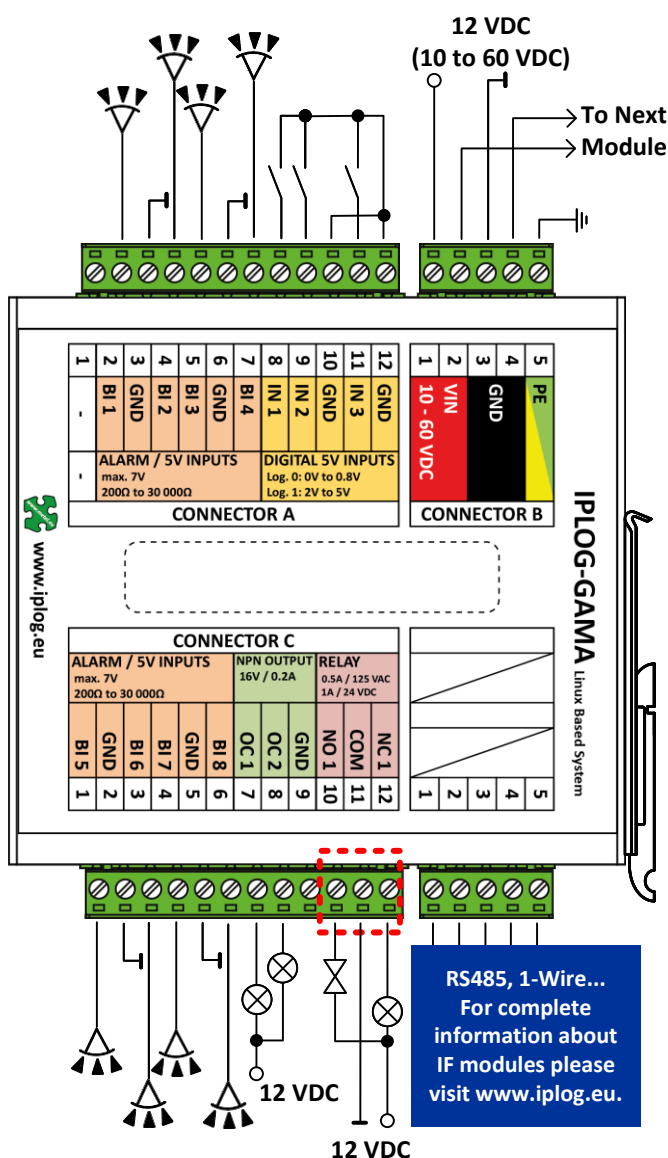 12 VDC
(10 to 60 VDC)
To Next
Module
1 2 3 4 5 6 7 8 9 10 11 12
- BI 1 GND BI 2 BI 3 GND BI 4 IN 1 IN 2 GND IN 3 GND
-
ALARM / 5V INPUTS
max. 7V
200Ω to 30 000Ω
DIGITAL 5V INPUTS
Log. 0: 0V to 0.8V
Log. 1: 2V to 5V
CONNECTOR A
1 2 3 4 5
10 - 60 VDC
VIN
GND
PE
CONNECTOR B
www.iplog.eu
IPLOG-GAMA
Linux Based System
CONNECTOR C
ALARM / 5V INPUTS
max. 7V
200Ω to 30 000Ω
NPN OUTPUT
16V / 0.2A
RELAY
0.5A / 125 VAC
1A / 24 VDC
BI 5 GND BI 6 BI 7 GND BI 8 OC 1 OC 2 GND NO 1 COM NC 1
1 2 3 4 5 6 7 8 9 10 11 12
1 2 3 4 5
12 VDC
12 VDC
RS485, 1-Wire...
For complete
information about
IF modules please
visit www.iplog.eu.